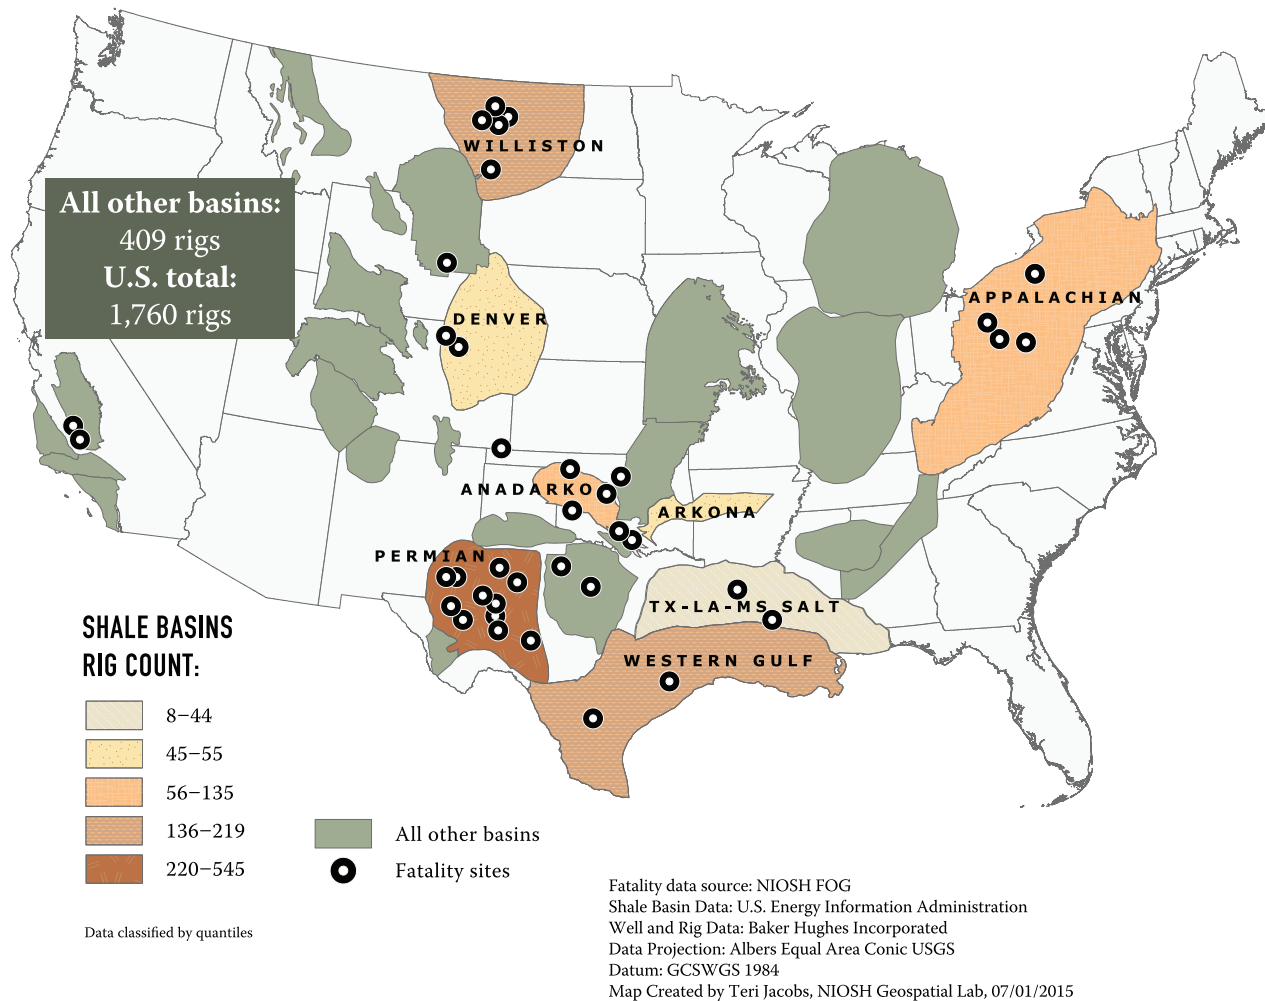 WILLISTON
All other basins:
409 rigs
U.S. total:
1,760 rigs
APPALACHIAN
DENVER
ANADARKO
ARKONA
PERMIAN
TX-LA-MS SALT
WESTERN GULF
SHALE BASINS
RIG COUNT:
8–44
45–55
56–135
136–219
220–545
All other basins
Fatality sites
Data classified by quantiles
Fatality data source: NIOSH FOG
Shale Basin Data: U.S. Energy Information Administration
Well and Rig Data: Baker Hughes Incorporated
Data Projection: Albers Equal Area Conic USGS
Datum: GCSWGS 1984
Map Created by Teri Jacobs, NIOSH Geospatial Lab, 07/01/2015